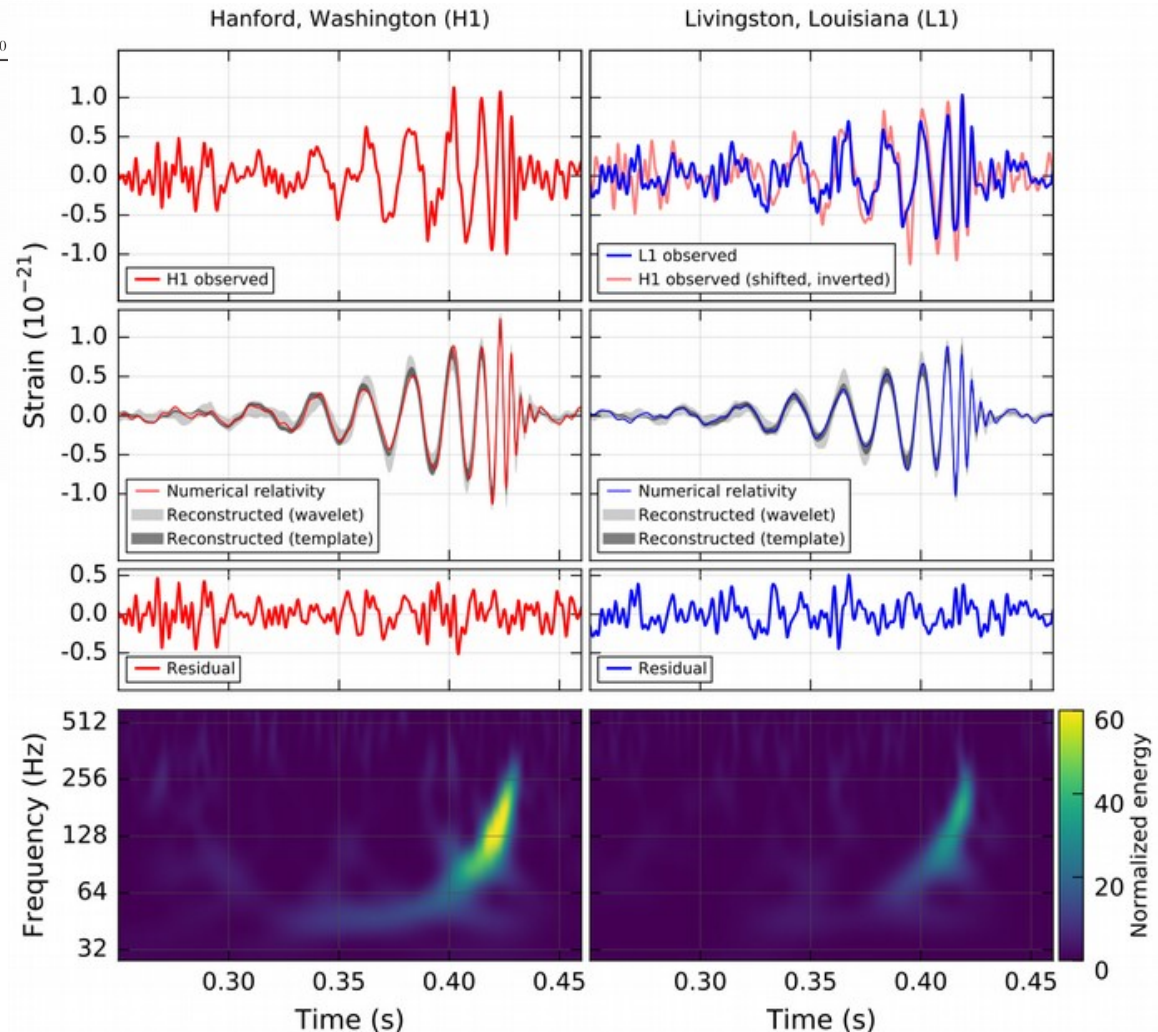 Hanford, Washington (H1)
Livingston, Louisiana (L1)
0
Strain (10⁻²¹)
1.0
0.5
0.0
-0.5
-1.0
H1 observed
L1 observed
H1 observed (shifted, inverted)
1.0
0.5
0.0
-0.5
-1.0
Numerical relativity
Reconstructed (wavelet)
Reconstructed (template)
Numerical relativity
Reconstructed (wavelet)
Reconstructed (template)
0.5
0.0
-0.5
Residual
Residual
Frequency (Hz)
512
256
128
64
32
0.30 0.35 0.40 0.45
Time (s)
0.30 0.35 0.40 0.45
Time (s)
60
40
20
0
Normalized energy